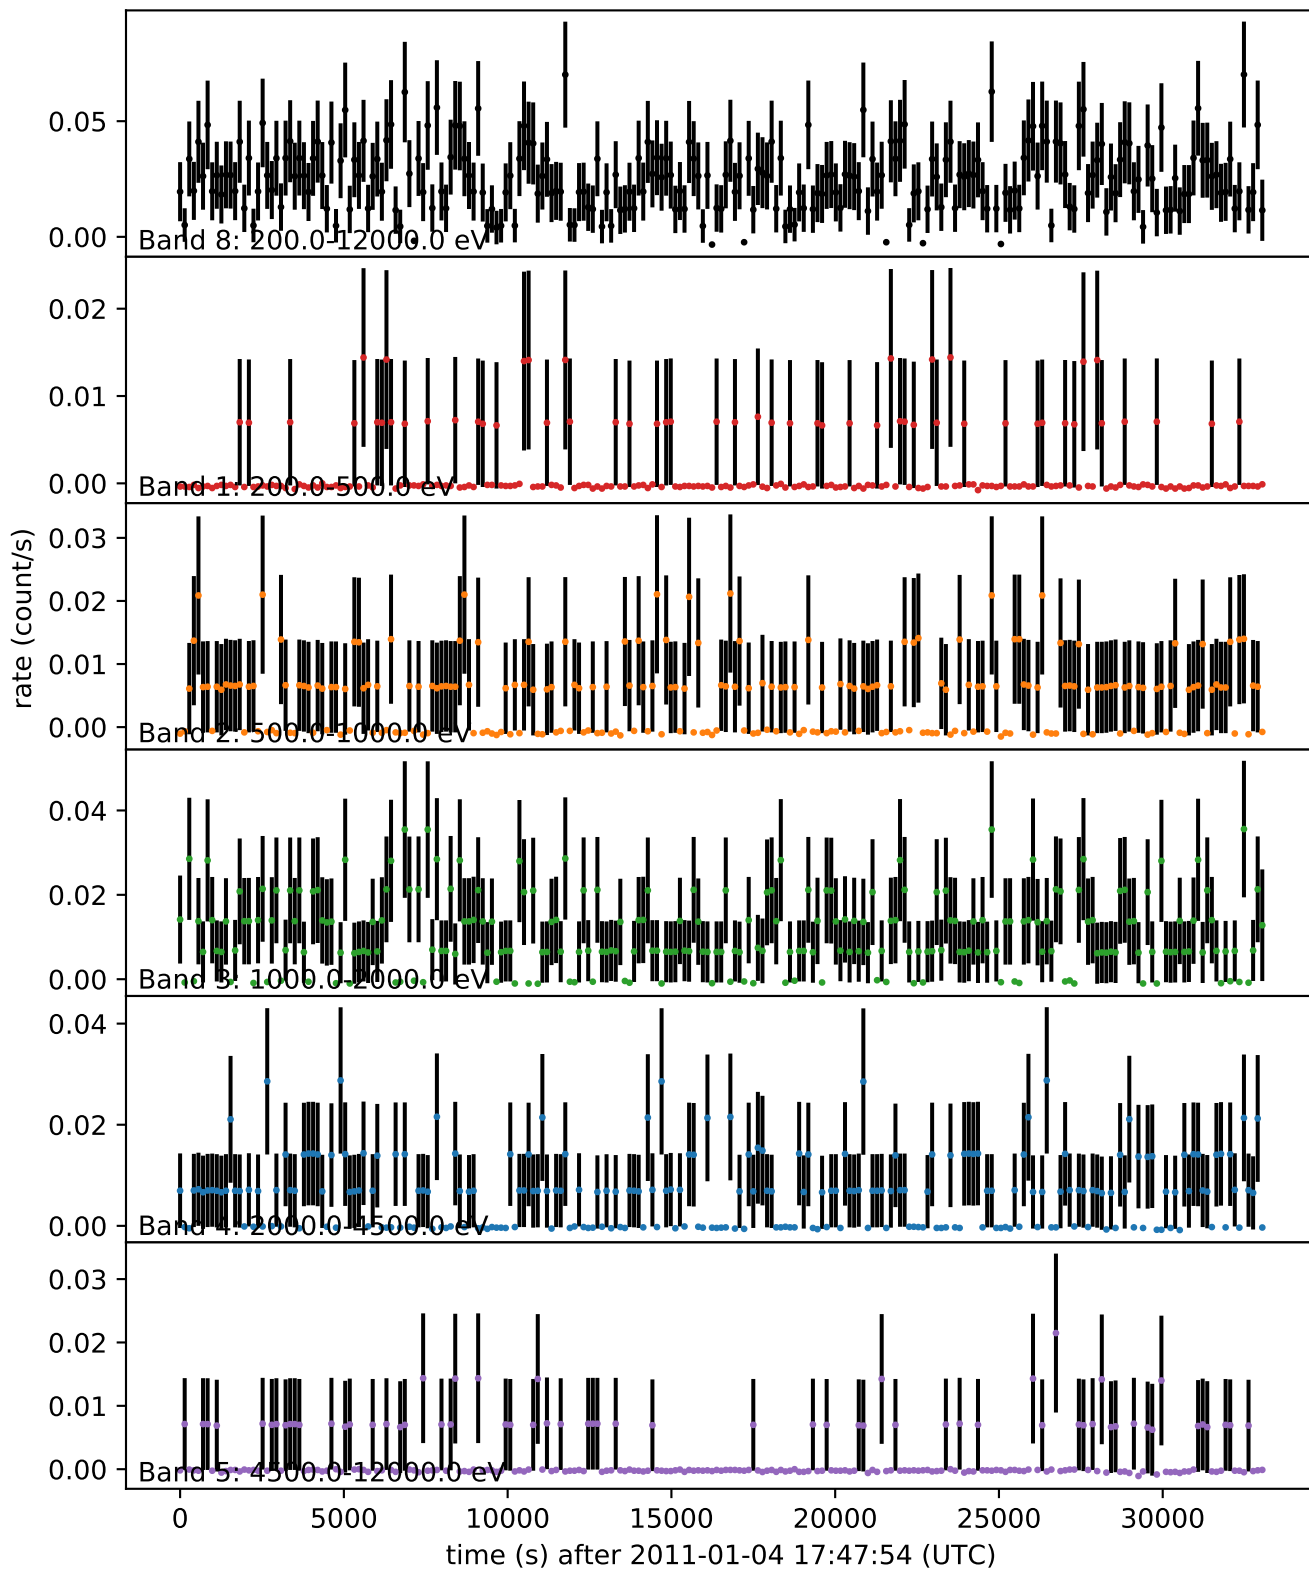 0.05
0.00
Band 8: 200.0-12000.0 eV
0.02
0.01
0.00
Band 1: 200.0-500.0 eV
0.03
0.02
0.01
0.00
Band 2: 500.0-1000.0 eV
rate (count/s)
0.04
0.02
0.00
Band 3: 1000.0-2000.0 eV
0.04
0.02
0.00
Band 4: 2000.0-4500.0 eV
0.03
0.02
0.01
0.00
Band 5: 4500.0-12000.0 eV
0 5000 10000 15000 20000 25000 30000
time (s) after 2011-01-04 17:47:54 (UTC)